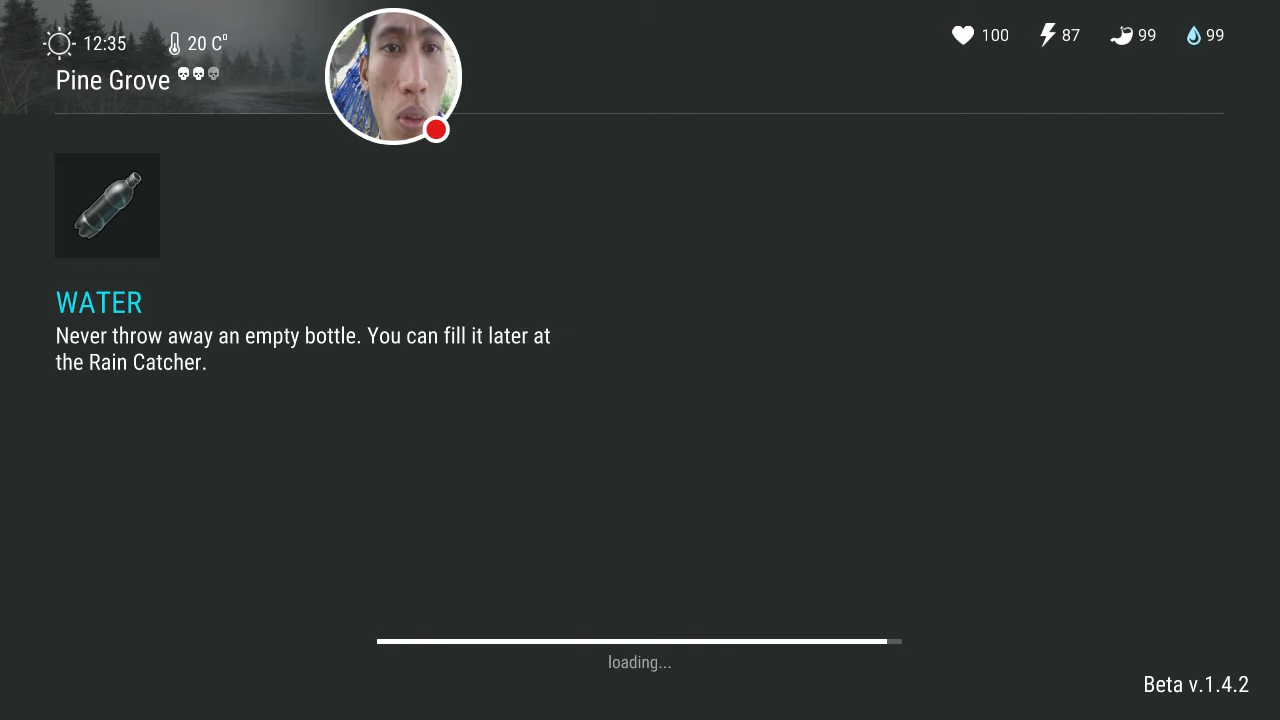 12:35 20 C°
100 87 99 99
Pine Grove
WATER
Never throw away an empty bottle. You can fill it later at
the Rain Catcher.
loading...
Beta v.1.4.2